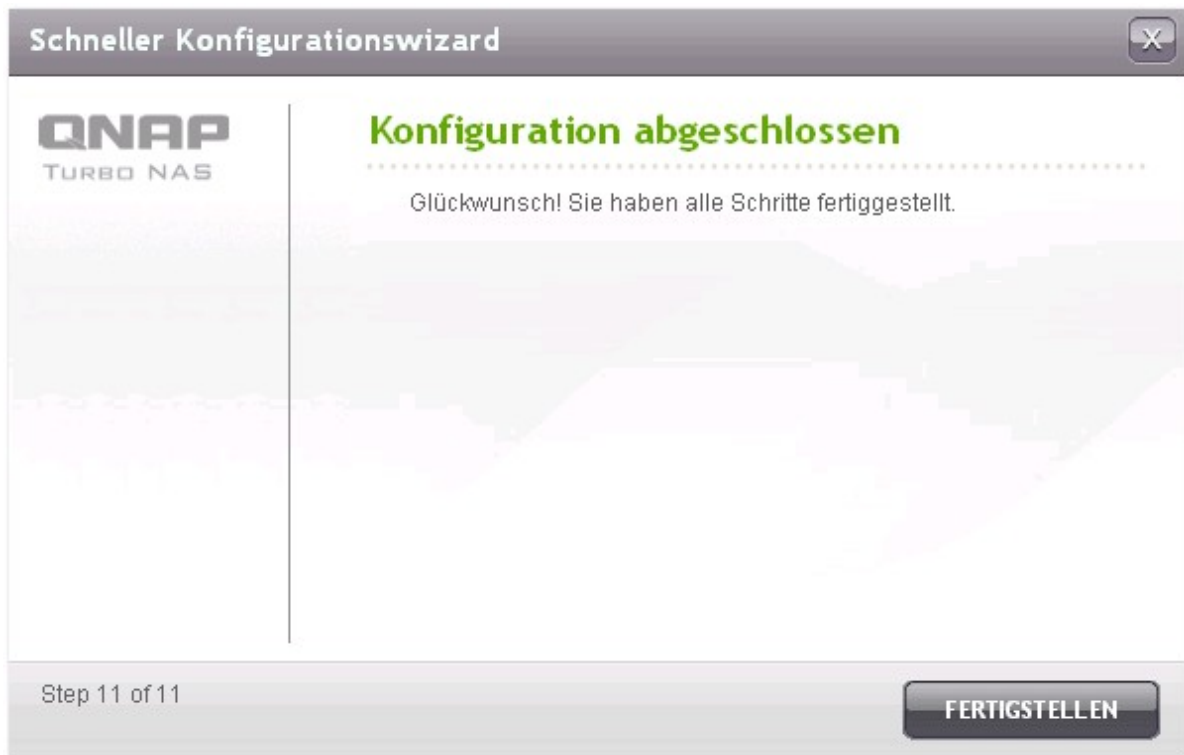 Schneller Konfigurationswizard
X
QNAP
TURBO NAS
Konfiguration abgeschlossen
Glückwunsch! Sie haben alle Schritte fertiggestellt.
Step 11 of 11
FERTIGSTELLEN